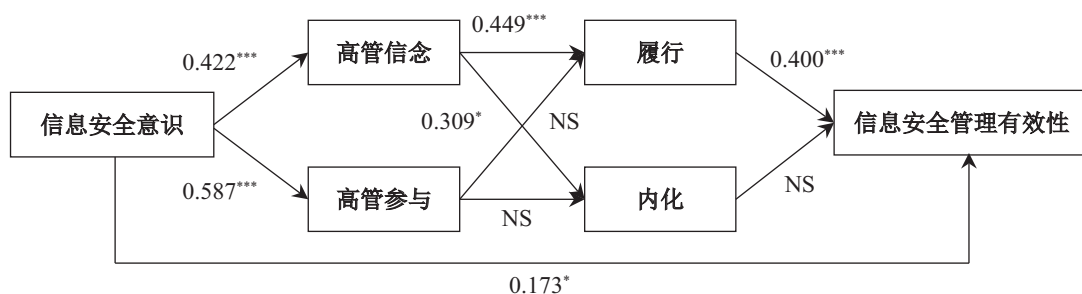 0.449***
高管信念
履行
0.422***
0.400***
信息安全意识
0.309*
NS
信息安全管理有效性
0.587***
高管参与
NS
内化
NS
0.173*